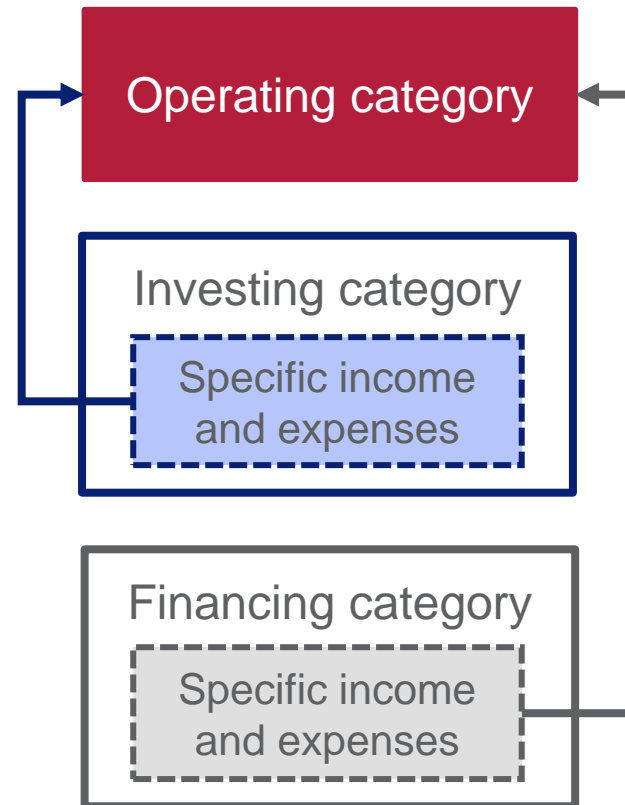 Operating category
Investing category
Specific income
and expenses
Financing category
Specific income
and expenses